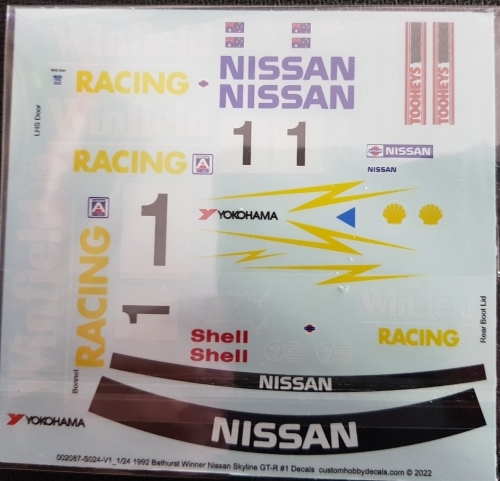 Winfield
RACING
NISSAN
NISSAN
TOOHEYS
TOOHEYS
LHS Door
Winfield
RACING
1
1
NISSAN
NISSAN
A
A
1
YOKOHAMA
Winfield
RACING
1
Winfield
RACING
Rear Boot Lid
Shell
Shell
Bonnet
NISSAN
YOKOHAMA
NISSAN
002087-S024-V1_1/24 1992 Bathurst Winner Nissan Skyline GT-R #1 Decals customhobbydecals.com © 2022